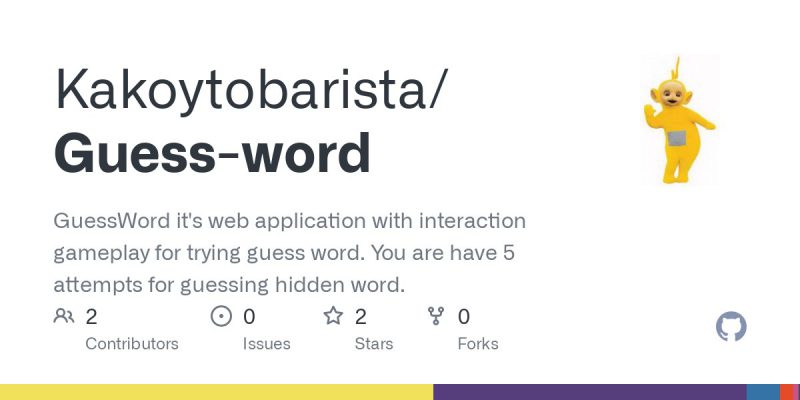 Kakoytobarista/
Guess-word
GuessWord it's web application with interaction
gameplay for trying guess word. You are have 5
attempts for guessing hidden word.
2 0 2 0
Contributors Issues Stars Forks